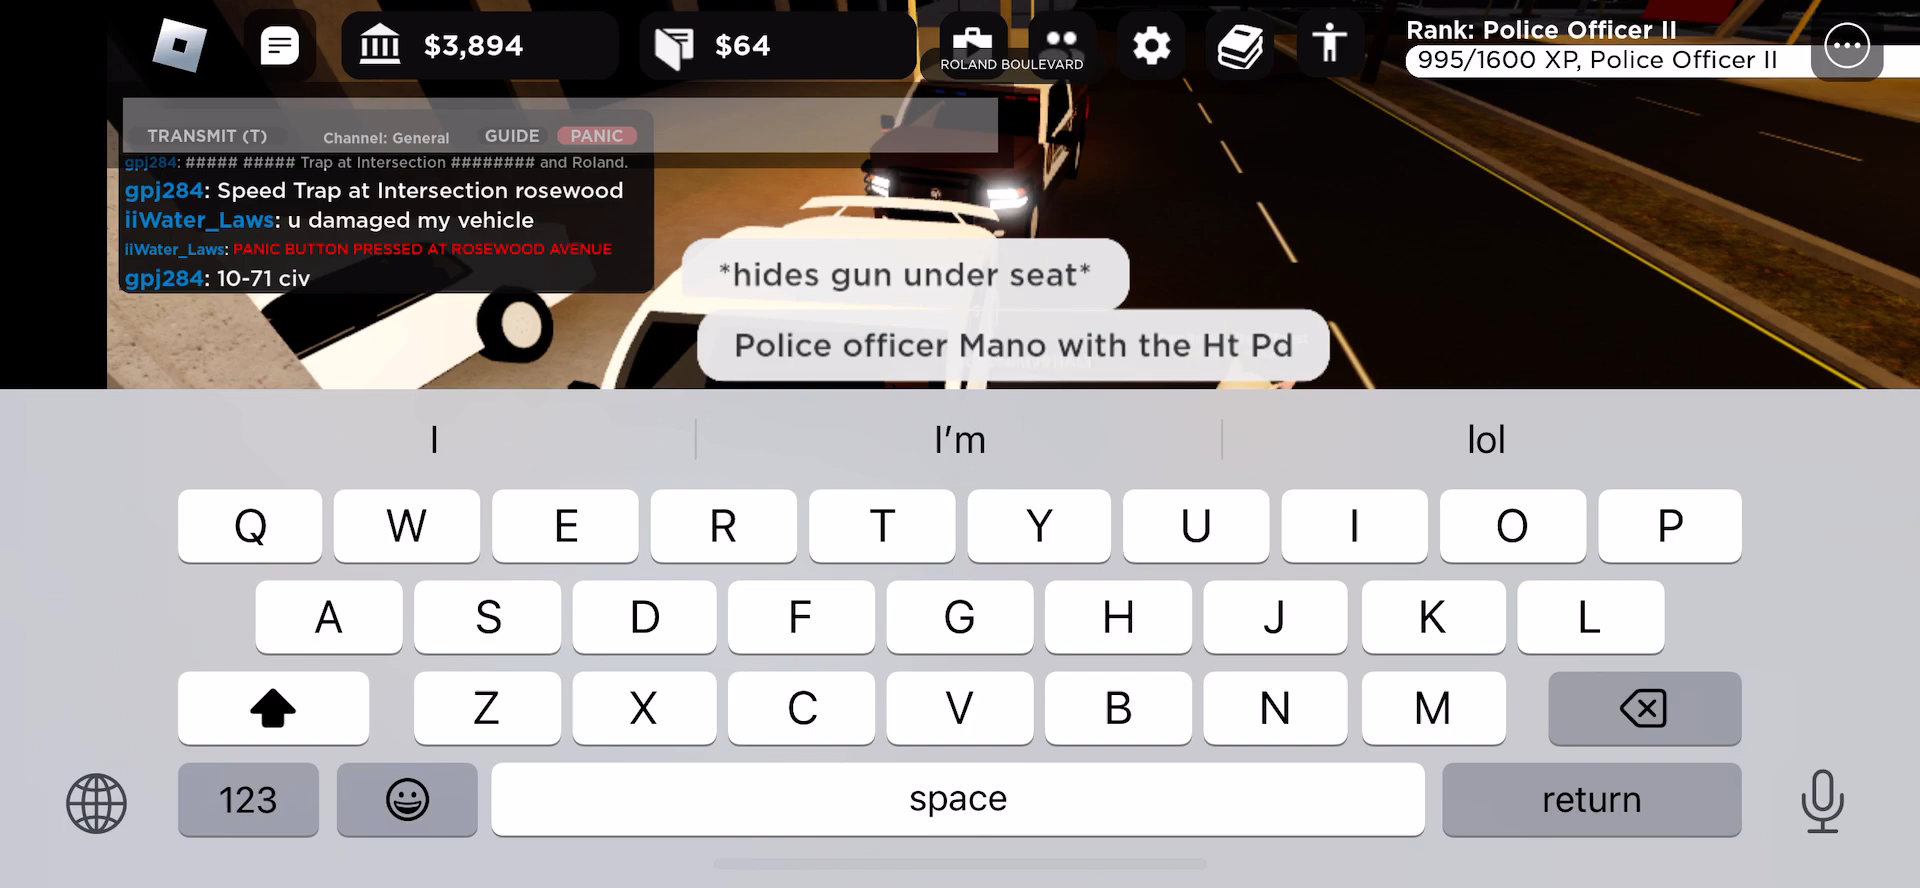 $3,894
$64
ROLAND BOULEVARD
Rank: Police Officer II
995/1600 XP, Police Officer II
TRANSMIT (T)
Channel: General
GUIDE
PANIC
gpj284: ##### ##### Trap at Intersection ######## and Roland.
gpj284: Speed Trap at Intersection rosewood
iiWater_Laws: u damaged my vehicle
iiWater_Laws: PANIC BUTTON PRESSED AT ROSEWOOD AVENUE
gpj284: 10-71 civ
*hides gun under seat*
Police officer Mano with the Ht Pd
I
I'm
lol
Q W E R T Y U I O P
A S D F G H J K L
Z X C V B N M
123
space
return